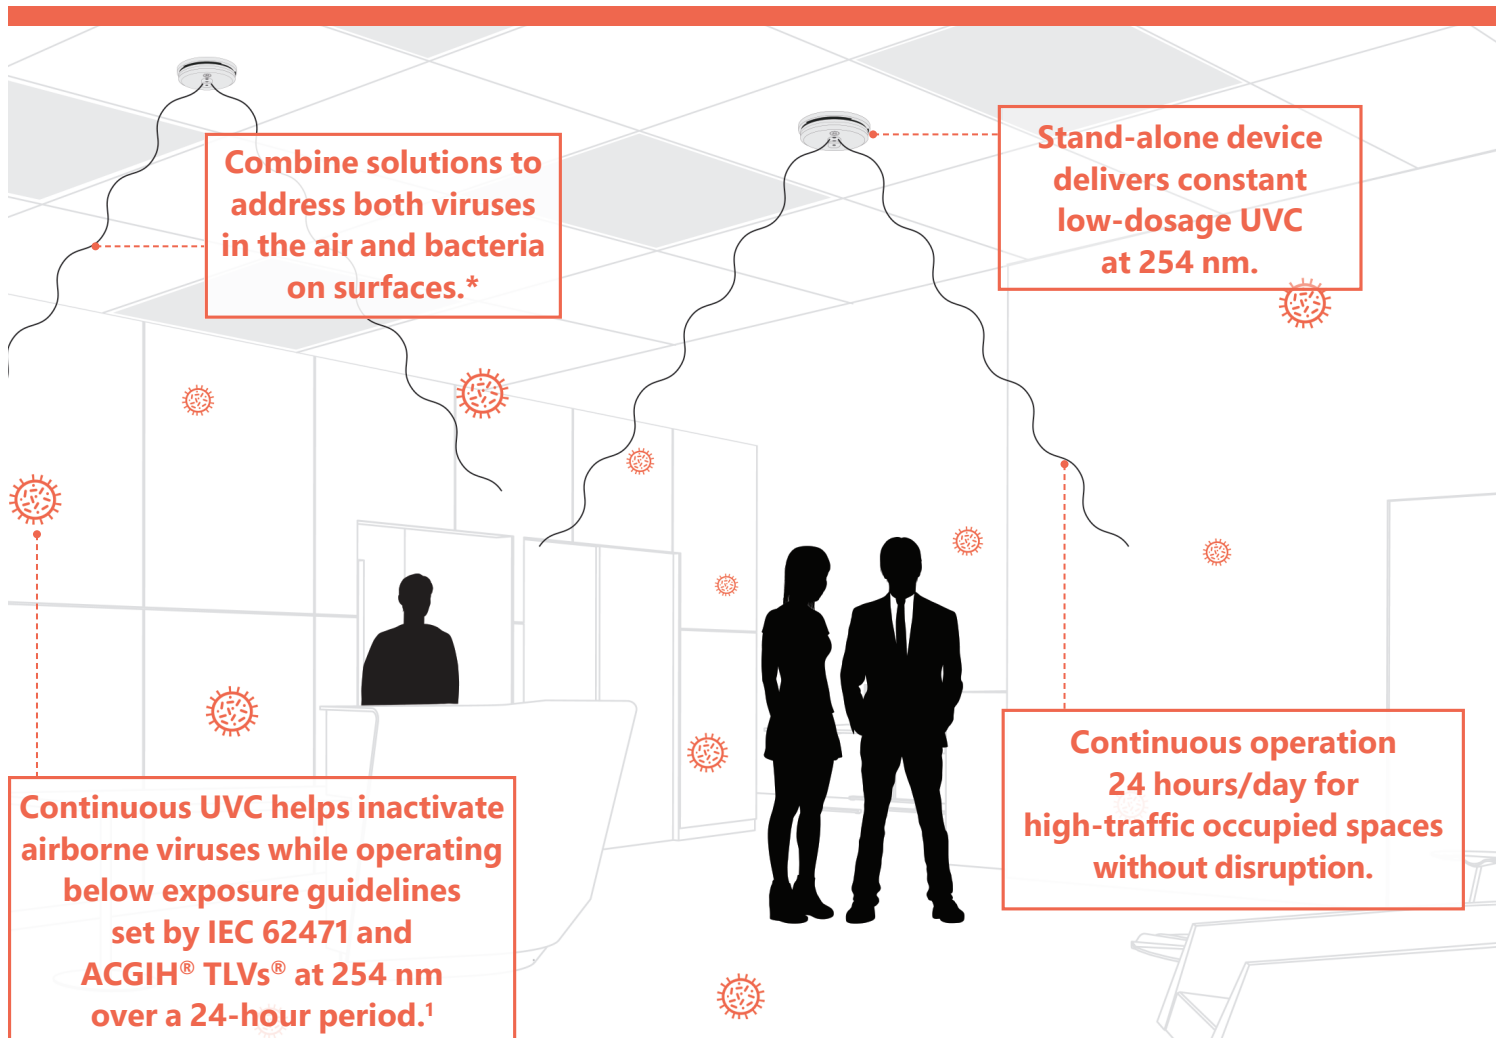 Combine solutions to
address both viruses
in the air and bacteria
on surfaces.*
Stand-alone device
delivers constant
low-dosage UVC
at 254 nm.
Continuous UVC helps inactivate
airborne viruses while operating
below exposure guidelines
set by IEC 62471 and
ACGIH® TLVs® at 254 nm
over a 24-hour period.¹
Continuous operation
24 hours/day for
high-traffic occupied spaces
without disruption.